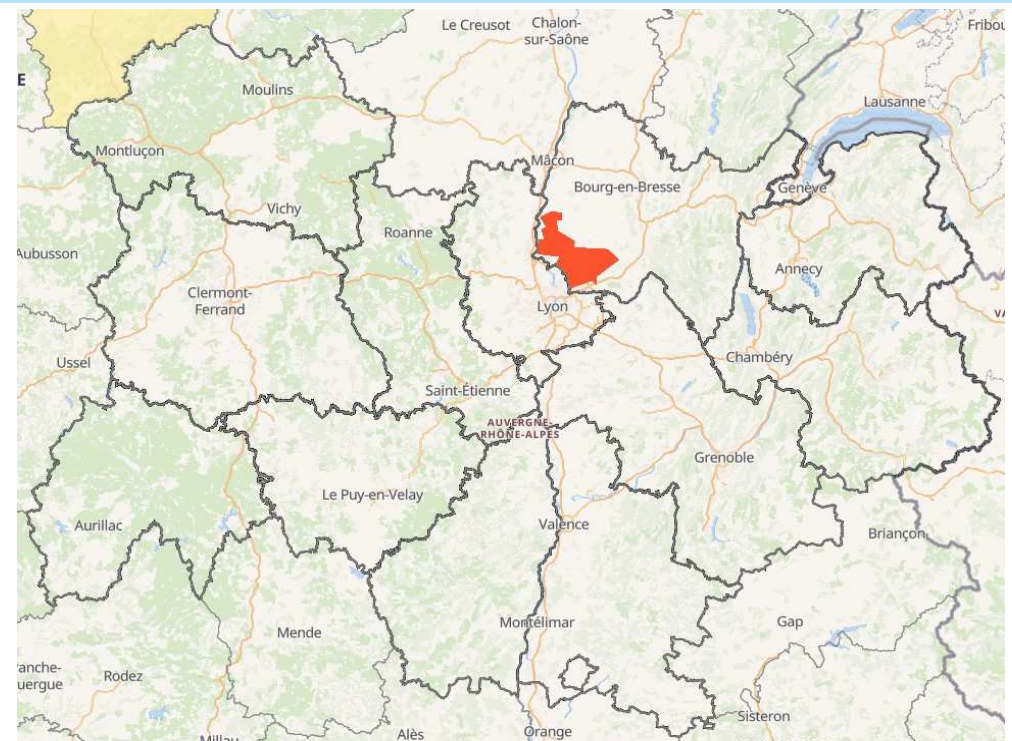 Le Creusot
Chalon-
sur-Saône
Fribou
E
Moulins
Lausanne
Montluçon
Mâcon
Bourg-en-Bresse
Genève
Vichy
Roanne
Aubusson
Annecy
Clermont-
Ferrand
Lyon
VA
Ussel
Chambéry
Saint-Étienne
AUVERGNE-
RHÔNE-ALPES
Grenoble
Le Puy-en-Velay
Aurillac
Valence
Briançon
Montélimar
Mende
Gap
ranche-
uergue
Rodez
Sisteron
Millau
Alès
Orange